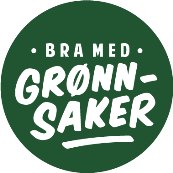 · BRA MED ·
GRØNN-
SAKER